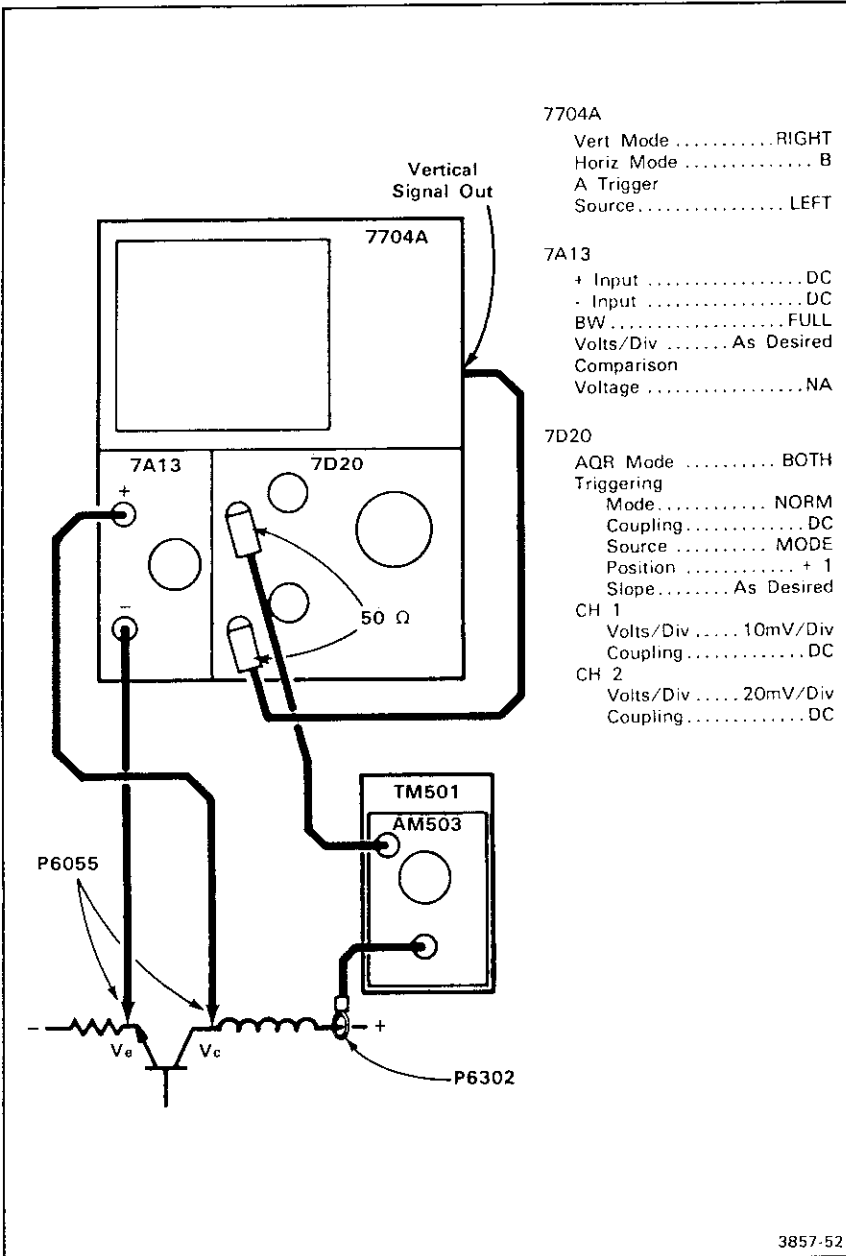 7704A
Vert Mode ........... RIGHT
Horiz Mode .............. B
A Trigger
Source ................ LEFT
7A13
+ Input ................. DC
- Input ................. DC
BW ................... FULL
Volts/Div ....... As Desired
Comparison
Voltage ................. NA
7D20
AQR Mode .......... BOTH
Triggering
Mode ............ NORM
Coupling ............. DC
Source .......... MODE
Position ............ + 1
Slope ........ As Desired
CH 1
Volts/Div ..... 10mV/Div
Coupling ............. DC
CH 2
Volts/Div ..... 20mV/Div
Coupling ............. DC
Vertical
Signal Out
7704A
7A13
7D20
+
−
50 Ω
TM501
AM503
P6055
−
Ve
Vc
+
P6302
3857-52